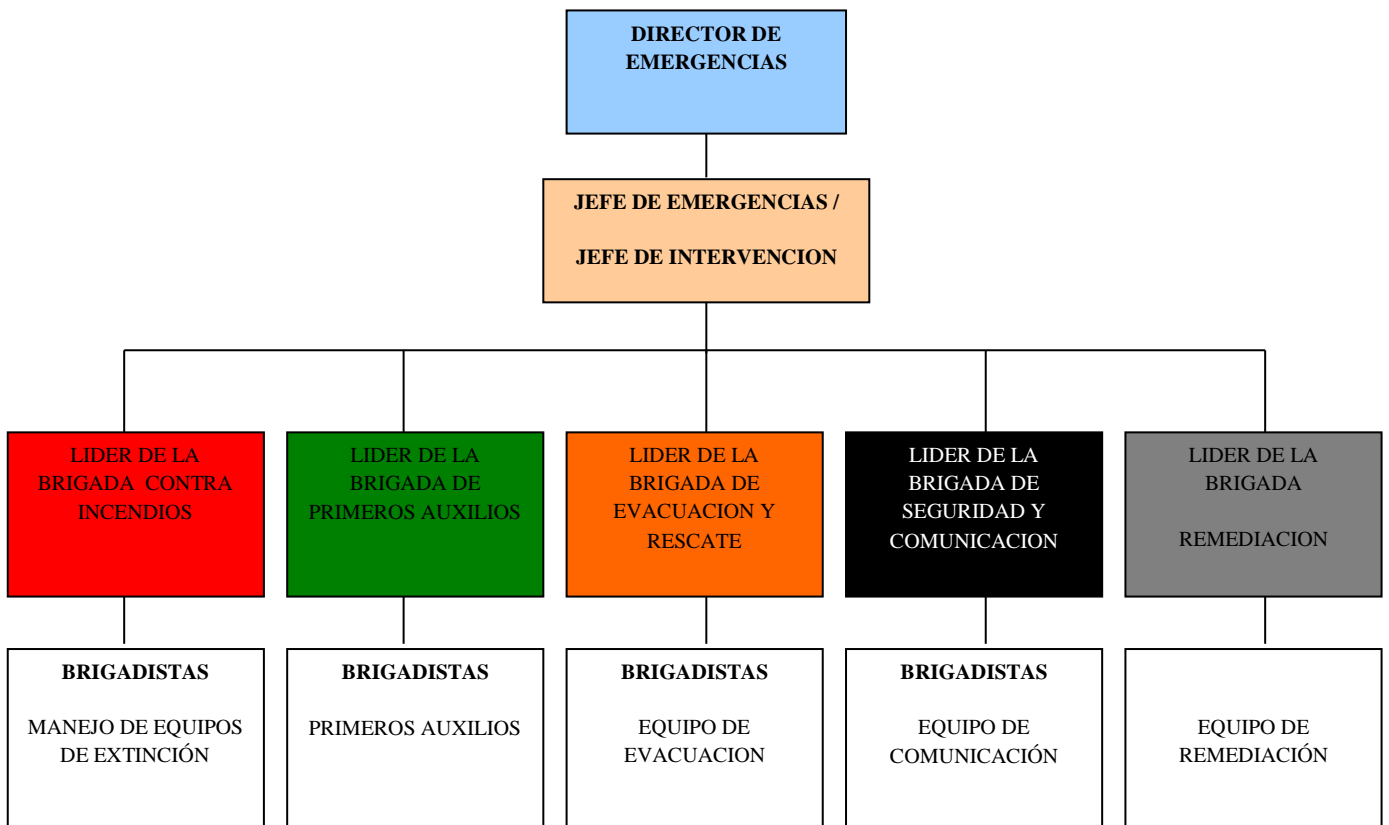 DIRECTOR DE
EMERGENCIAS
JEFE DE EMERGENCIAS /
JEFE DE INTERVENCION
LIDER DE LA
BRIGADA CONTRA
INCENDIOS
LIDER DE LA
BRIGADA DE
PRIMEROS AUXILIOS
LIDER DE LA
BRIGADA DE
EVACUACION Y
RESCATE
LIDER DE LA
BRIGADA DE
SEGURIDAD Y
COMUNICACION
LIDER DE LA
BRIGADA
REMEDIACION
BRIGADISTAS
MANEJO DE EQUIPOS
DE EXTINCIÓN
BRIGADISTAS
PRIMEROS AUXILIOS
BRIGADISTAS
EQUIPO DE
EVACUACION
BRIGADISTAS
EQUIPO DE
COMUNICACIÓN
EQUIPO DE
REMEDIACIÓN